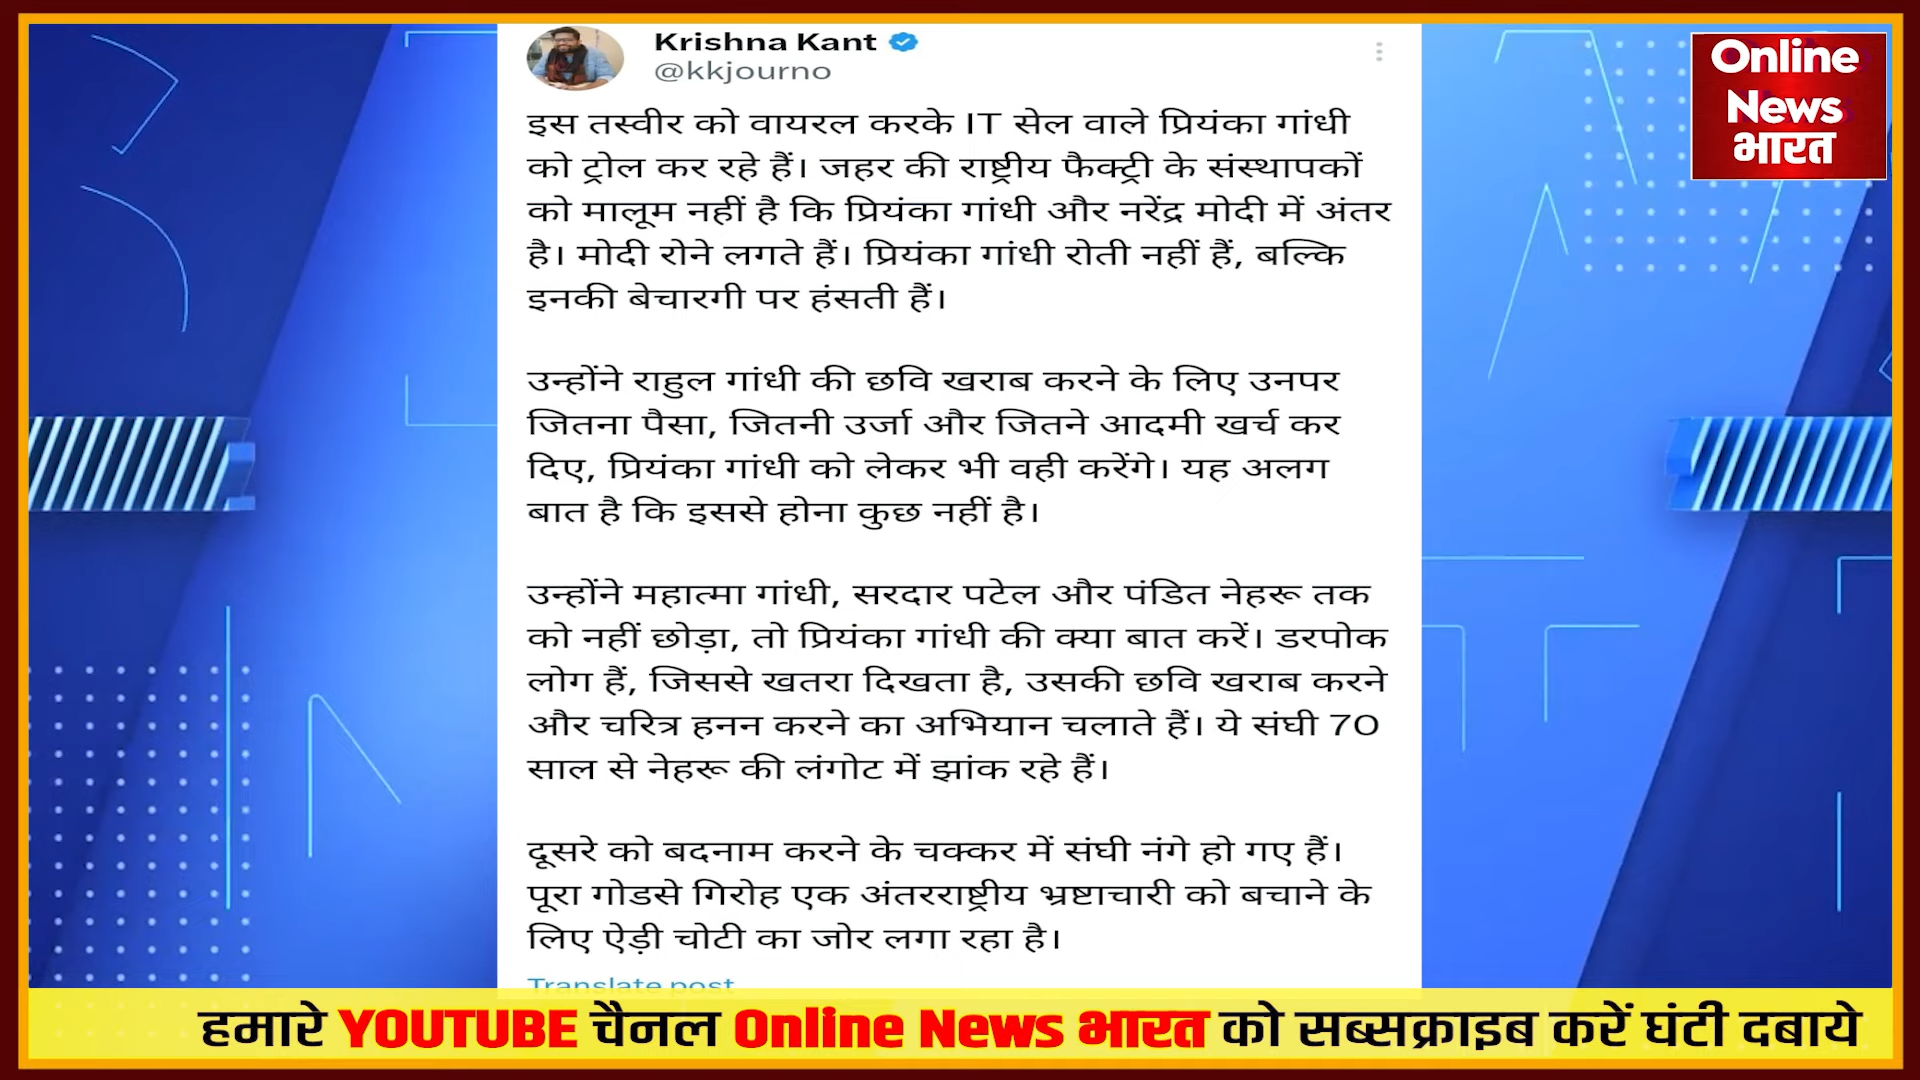 Krishna Kant
@kkjourno
Online
News
भारत
इस तस्वीर को वायरल करके IT सेल वाले प्रियंका गांधी
को ट्रोल कर रहे हैं। जहर की राष्ट्रीय फैक्ट्री के संस्थापकों
को मालूम नहीं है कि प्रियंका गांधी और नरेंद्र मोदी में अंतर
है। मोदी रोने लगते हैं। प्रियंका गांधी रोती नहीं हैं, बल्कि
इनकी बेचारगी पर हंसती हैं।
उन्होंने राहुल गांधी की छवि खराब करने के लिए उनपर
जितना पैसा, जितनी उर्जा और जितने आदमी खर्च कर
दिए, प्रियंका गांधी को लेकर भी वही करेंगे। यह अलग
बात है कि इससे होना कुछ नहीं है।
उन्होंने महात्मा गांधी, सरदार पटेल और पंडित नेहरू तक
को नहीं छोड़ा, तो प्रियंका गांधी की क्या बात करें। डरपोक
लोग हैं, जिससे खतरा दिखता है, उसकी छवि खराब करने
और चरित्र हनन करने का अभियान चलाते हैं। ये संघी 70
साल से नेहरू की लंगोट में झांक रहे हैं।
दूसरे को बदनाम करने के चक्कर में संघी नंगे हो गए हैं।
पूरा गोडसे गिरोह एक अंतरराष्ट्रीय भ्रष्टाचारी को बचाने के
लिए ऐड़ी चोटी का जोर लगा रहा है।
Translate post
हमारे YOUTUBE चैनल Online News भारत को सब्सक्राइब करें घंटी दबाये